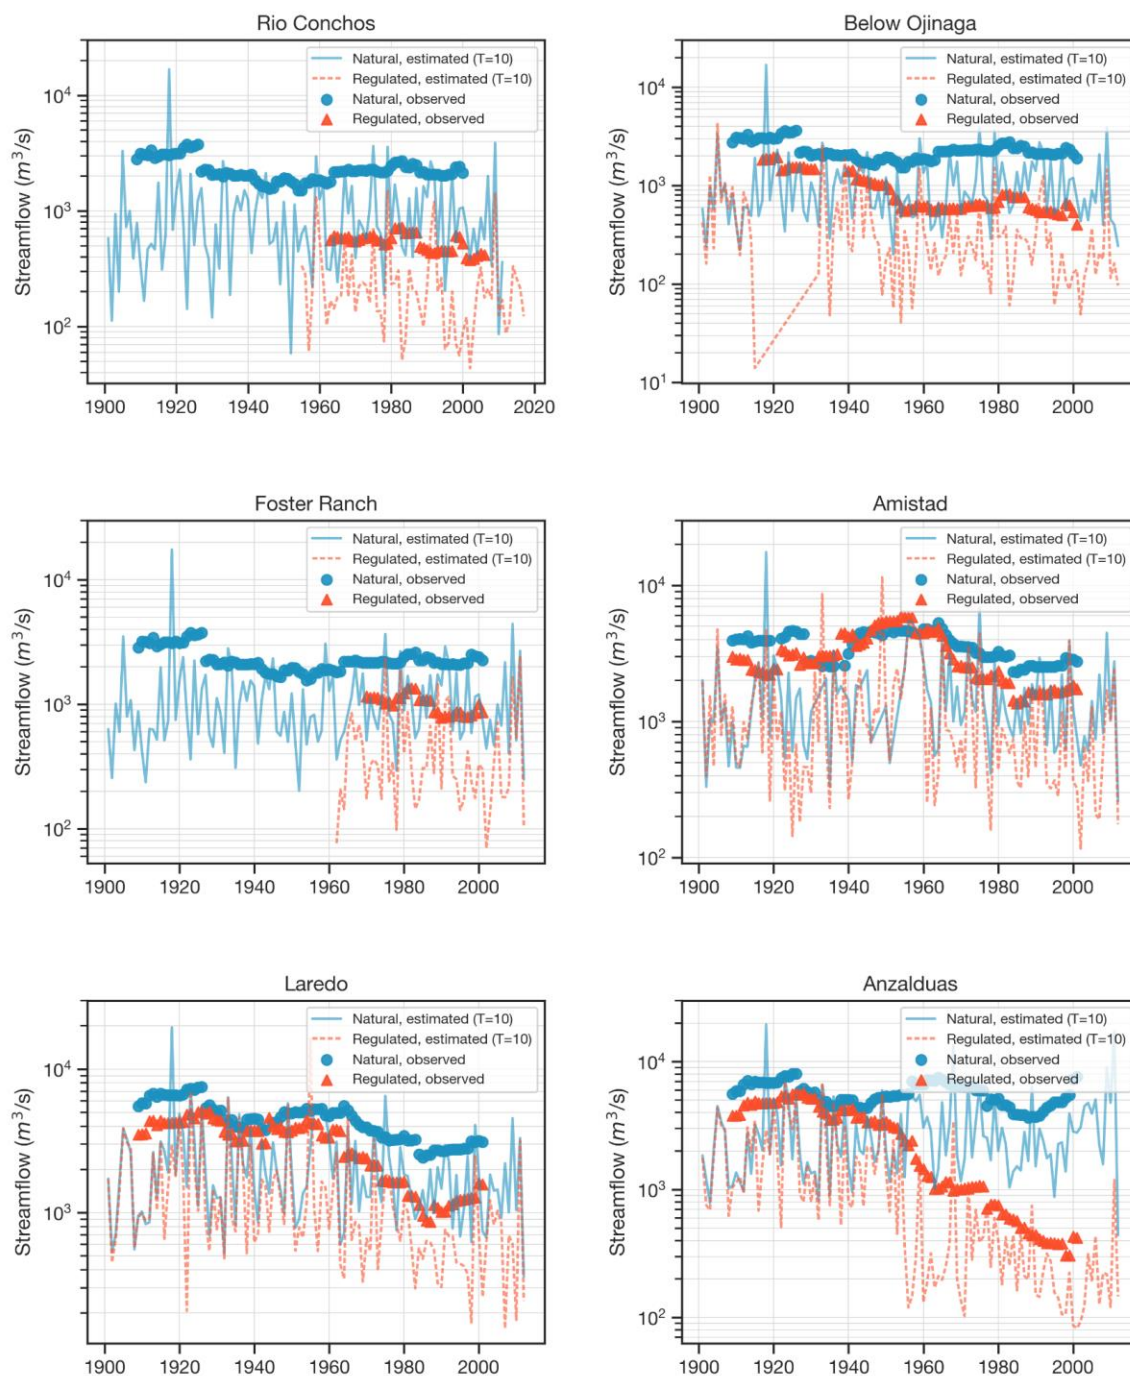 Rio Conchos
Natural, estimated (T=10)
Regulated, estimated (T=10)
Natural, observed
Regulated, observed
Streamflow (m³/s)
10⁴
10³
10²
1900 1920 1940 1960 1980 2000 2020
Below Ojinaga
Natural, estimated (T=10)
Regulated, estimated (T=10)
Natural, observed
Regulated, observed
Streamflow (m³/s)
10⁴
10³
10²
10¹
1900 1920 1940 1960 1980 2000
Foster Ranch
Natural, estimated (T=10)
Regulated, estimated (T=10)
Natural, observed
Regulated, observed
Streamflow (m³/s)
10⁴
10³
10²
1900 1920 1940 1960 1980 2000
Amistad
Natural, estimated (T=10)
Regulated, estimated (T=10)
Natural, observed
Regulated, observed
Streamflow (m³/s)
10⁴
10³
10²
1900 1920 1940 1960 1980 2000
Laredo
Natural, estimated (T=10)
Regulated, estimated (T=10)
Natural, observed
Regulated, observed
Streamflow (m³/s)
10⁴
10³
1900 1920 1940 1960 1980 2000
Anzalduas
Natural, estimated (T=10)
Regulated, estimated (T=10)
Natural, observed
Regulated, observed
Streamflow (m³/s)
10⁴
10³
10²
1900 1920 1940 1960 1980 2000